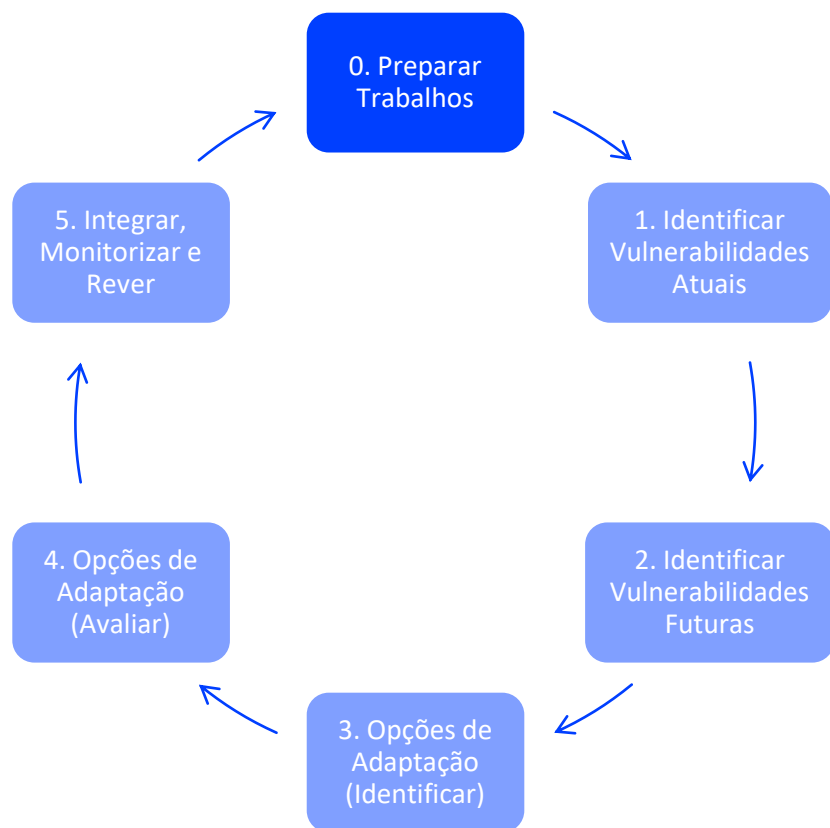 0. Preparar
Trabalhos
1. Identificar
Vulnerabilidades
Atuais
2. Identificar
Vulnerabilidades
Futuras
3. Opções de
Adaptação
(Identificar)
4. Opções de
Adaptação
(Avaliar)
5. Integrar,
Monitorizar e
Rever